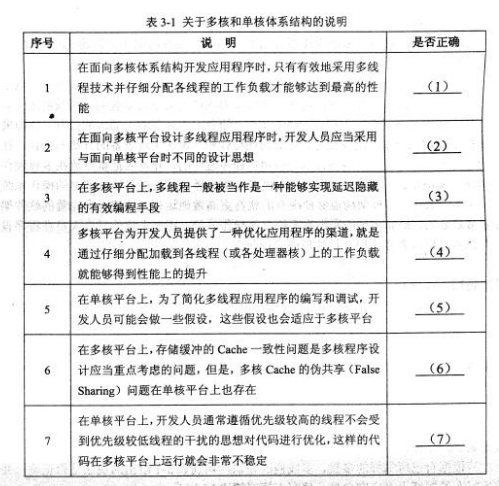 表 3-1 关于多核和单核体系结构的说明
序号 说 明 是否正确
1
在面向多核体系结构开发应用程序时，只有有效地采用多线
程技术并仔细分配各线程的工作负载才能够达到最高的性
能
（1）
2
在面向多核平台设计多线程应用程序时，开发人员应当采用
与面向单核平台时不同的设计思想
（2）
3
在多核平台上，多线程一般被当作是一种能够实现延迟隐藏
的有效编程手段
（3）
4
多核平台为开发人员提供了一种优化应用程序的渠道，就是
通过仔细分配加载到各线程（或各处理器核）上的工作负载
就能够得到性能上的提升
（4）
5
在单核平台上，为了简化多线程应用程序的编写和调试，开
发人员可能会做一些假设，这些假设也会适应于多核平台
（5）
6
在多核平台上，存储缓冲的 Cache 一致性问题是多核程序设
计应当重点考虑的问题，但是，多核 Cache 的伪共享（False
Sharing）问题在单核平台上也存在
（6）
7
在单核平台上，开发人员通常遵循优先级较高的线程不会受
到优先级较低线程的干扰的思想对代码进行优化，这样的代
码在多核平台上运行就会非常不稳定
（7）